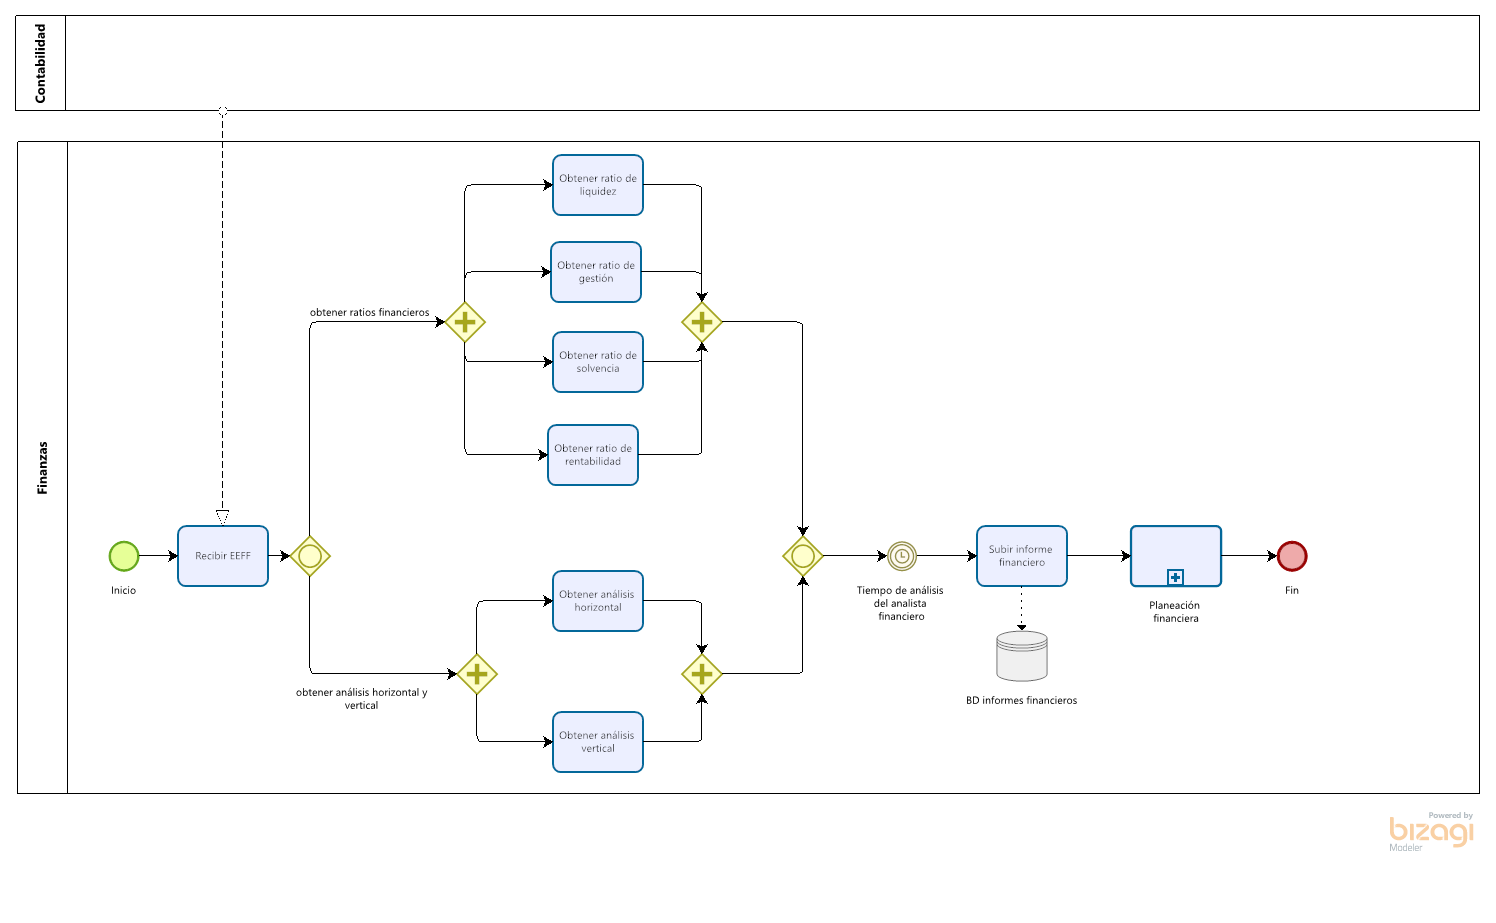 Contabilidad
Finanzas
Obtener ratio de
liquidez
Obtener ratio de
gestión
obtener ratios financieros
Obtener ratio de
solvencia
Obtener ratio de
rentabilidad
Inicio
Recibir EEFF
Obtener análisis
horizontal
obtener análisis horizontal y
vertical
Obtener análisis
vertical
Tiempo de análisis
del analista
financiero
Subir informe
financiero
BD informes financieros
Planeación
financiera
Fin
Powered by
bizagi
Modeler